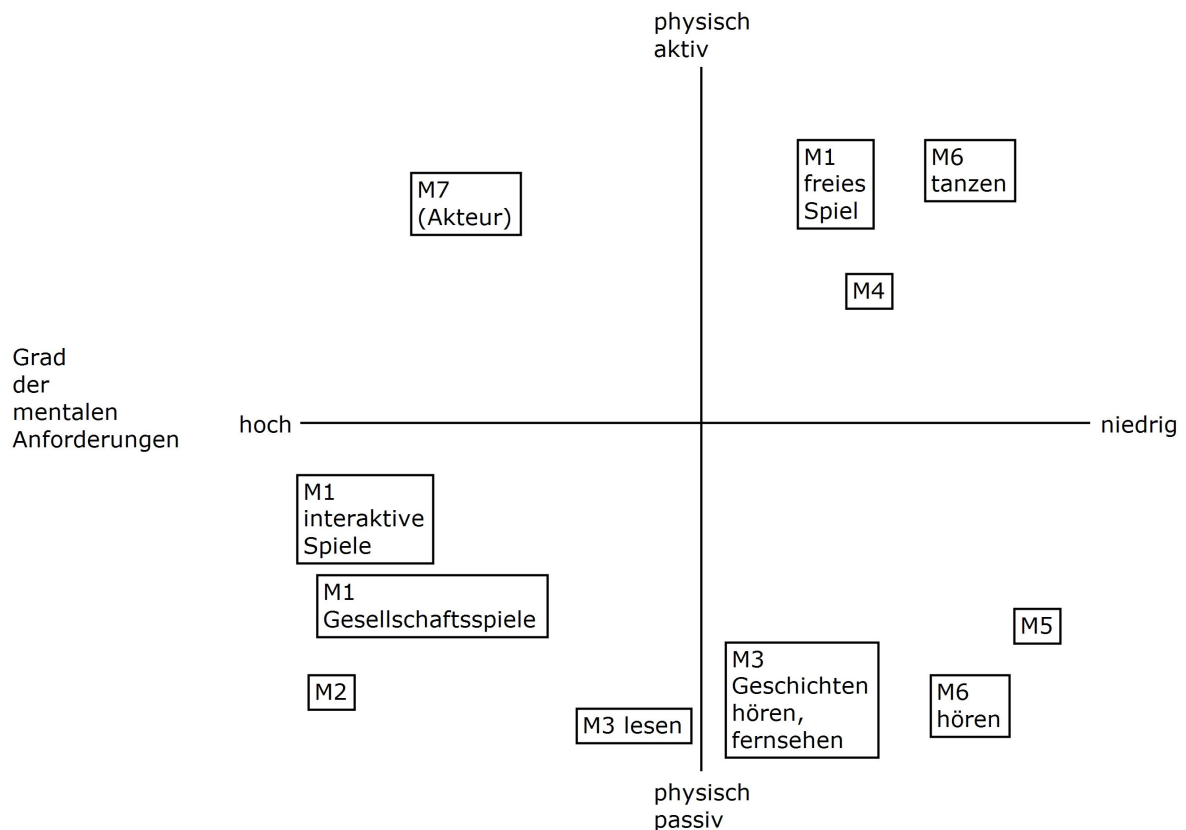 physisch
aktiv
M1
freies
Spiel
M6
tanzen
M7
(Akteur)
M4
Grad
der
mentalen
Anforderungen
hoch
niedrig
M1
interaktive
Spiele
M1
Gesellschaftsspiele
M5
M2
M3
Geschichten
hören,
fernsehen
M6
hören
M3 lesen
physisch
passiv